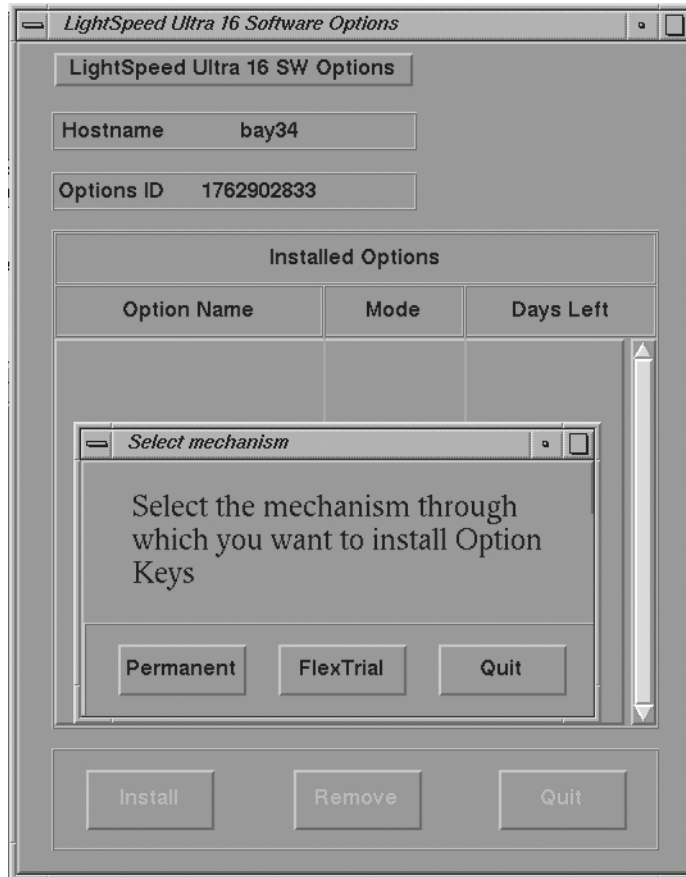 LightSpeed Ultra 16 Software Options
LightSpeed Ultra 16 SW Options
Hostname bay34
Options ID 1762902833
Installed Options
Option Name Mode Days Left
Select mechanism
Select the mechanism through
which you want to install Option
Keys
Permanent FlexTrial Quit
Install Remove Quit